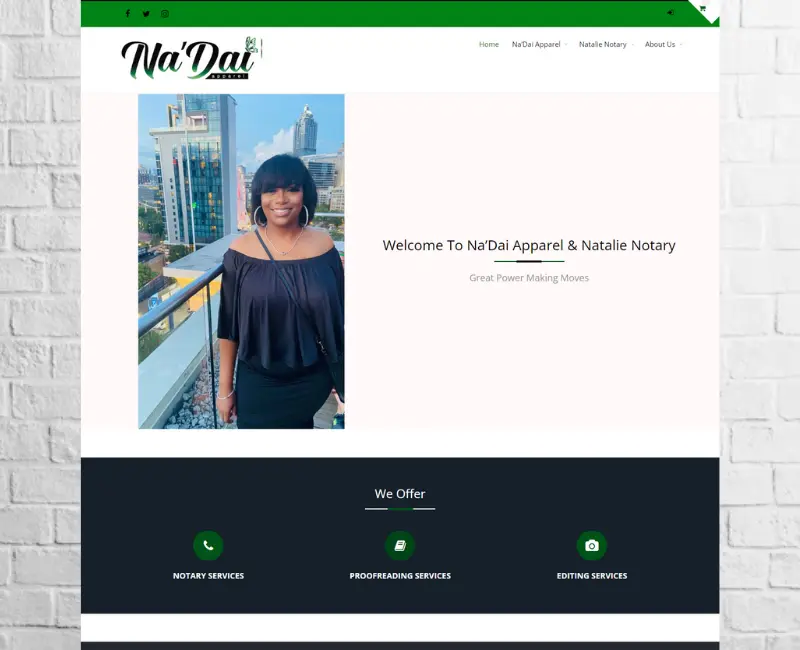 Na'Dai
apparel
Home
Na'Dai Apparel
Natalie Notary
About Us
Welcome To Na'Dai Apparel & Natalie Notary
Great Power Making Moves
We Offer
NOTARY SERVICES
PROOFREADING SERVICES
EDITING SERVICES